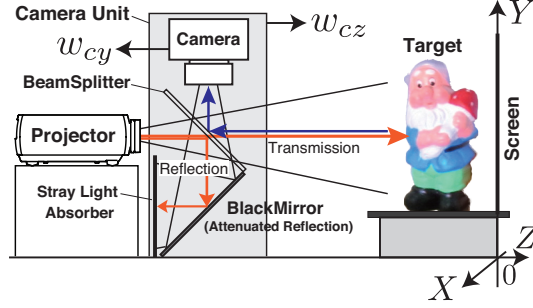 Camera Unit
w_cy
Camera
w_cz
Y
BeamSplitter
Target
Projector
Transmission
Screen
Reflection
Stray Light
Absorber
BlackMirror
(Attenuated Reflection)
X
0
Z